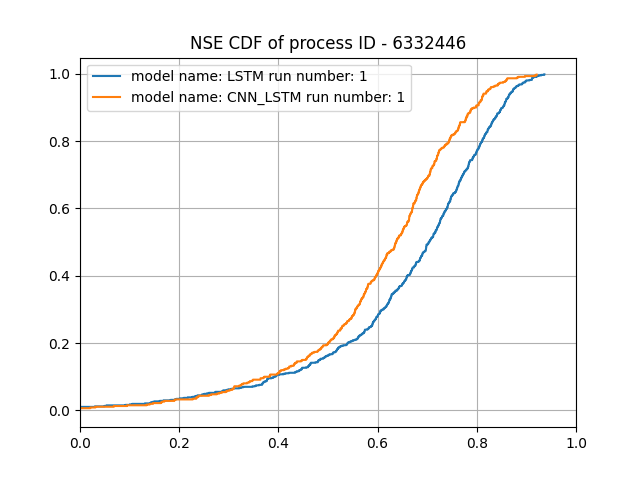 NSE CDF of process ID - 6332446
model name: LSTM run number: 1
model name: CNN_LSTM run number: 1
1.0
0.8
0.6
0.4
0.2
0.0
0.0 0.2 0.4 0.6 0.8 1.0